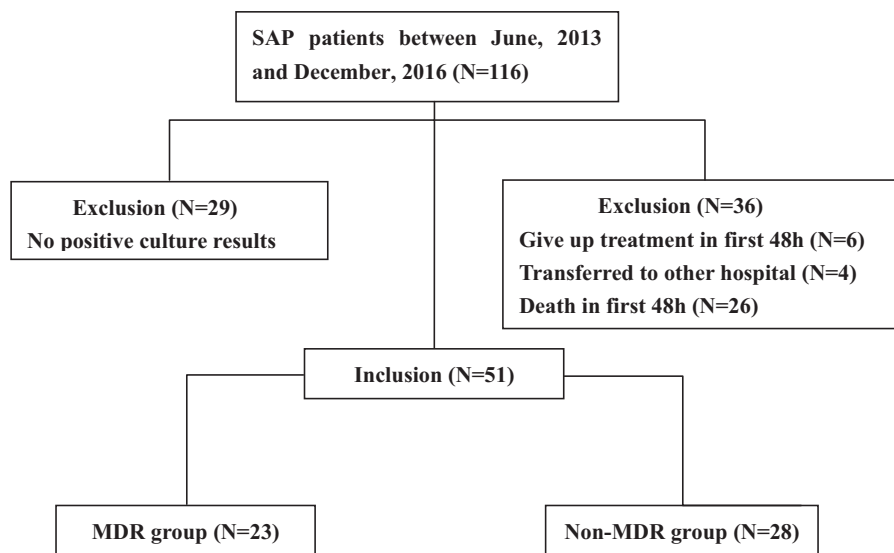 SAP patients between June, 2013
and December, 2016 (N=116)
Exclusion (N=29)
No positive culture results
Exclusion (N=36)
Give up treatment in first 48h (N=6)
Transferred to other hospital (N=4)
Death in first 48h (N=26)
Inclusion (N=51)
MDR group (N=23)
Non-MDR group (N=28)